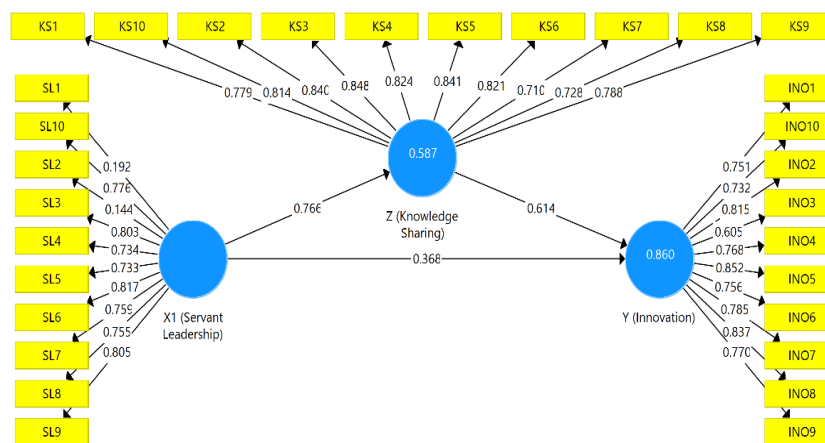 KS1 KS10 KS2 KS3 KS4 KS5 KS6 KS7 KS8 KS9
0.779 0.814 0.840 0.848 0.824 0.841 0.821 0.710 0.728 0.788
SL1
SL10
SL2
SL3
SL4
SL5
SL6
SL7
SL8
SL9
0.192
0.776
0.144
0.803
0.734
0.733
0.817
0.759
0.755
0.805
X1 (Servant
Leadership)
0.766
0.587
Z (Knowledge
Sharing)
0.614
0.368
0.860
Y (Innovation)
0.751
0.732
0.815
0.605
0.768
0.852
0.756
0.785
0.837
0.770
INO1
INO10
INO2
INO3
INO4
INO5
INO6
INO7
INO8
INO9